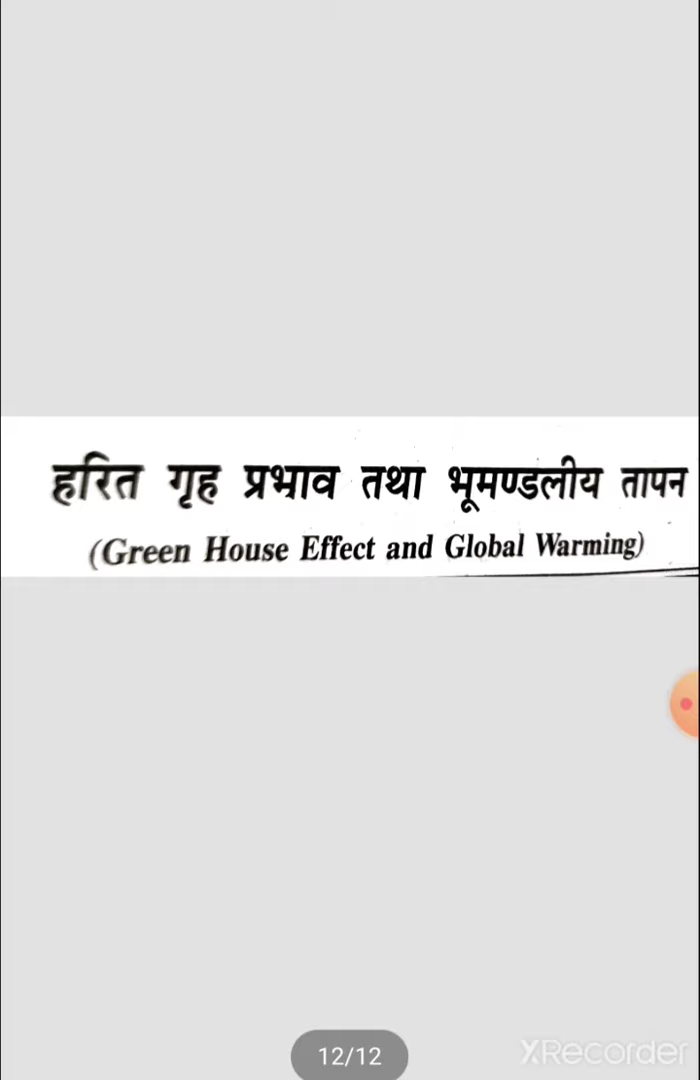 हरित गृह प्रभाव तथा भूमण्डलीय तापन
(Green House Effect and Global Warming)
12/12
XRecorder